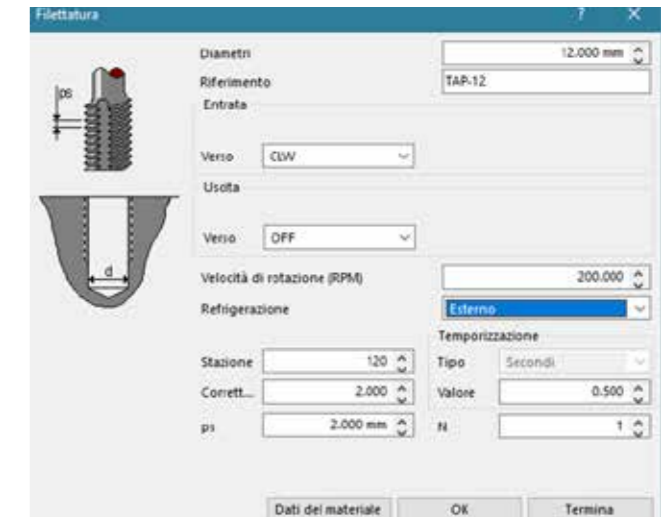 Filettatura ? ×
Diametri 12.000 mm
Riferimento TAP-12
ps
Entrata
Verso CLW
Uscita
Verso OFF
d
Velocità di rotazione (RPM) 200.000
Refrigerazione Esterno
Temporizzazione
Stazione 120 Tipo Secondi
Corrett... 2.000 Valore 0.500
ps 2.000 mm N 1
Dati del materiale OK Termina